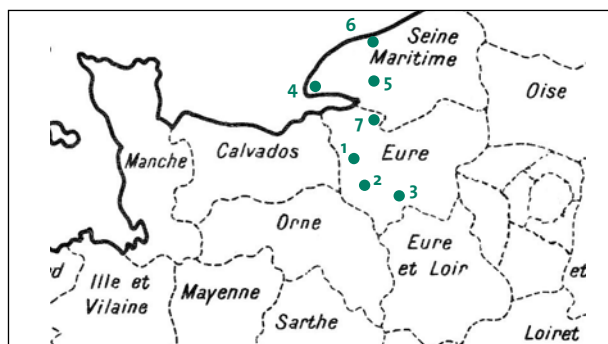 6
Seine
Maritime
4
5
Oise
7
Manche
Calvados
1
Eure
2
3
Orne
Eure
et Loir
d
Ille et
Vilaine
Mayenne
Sarthe
et
Loiret